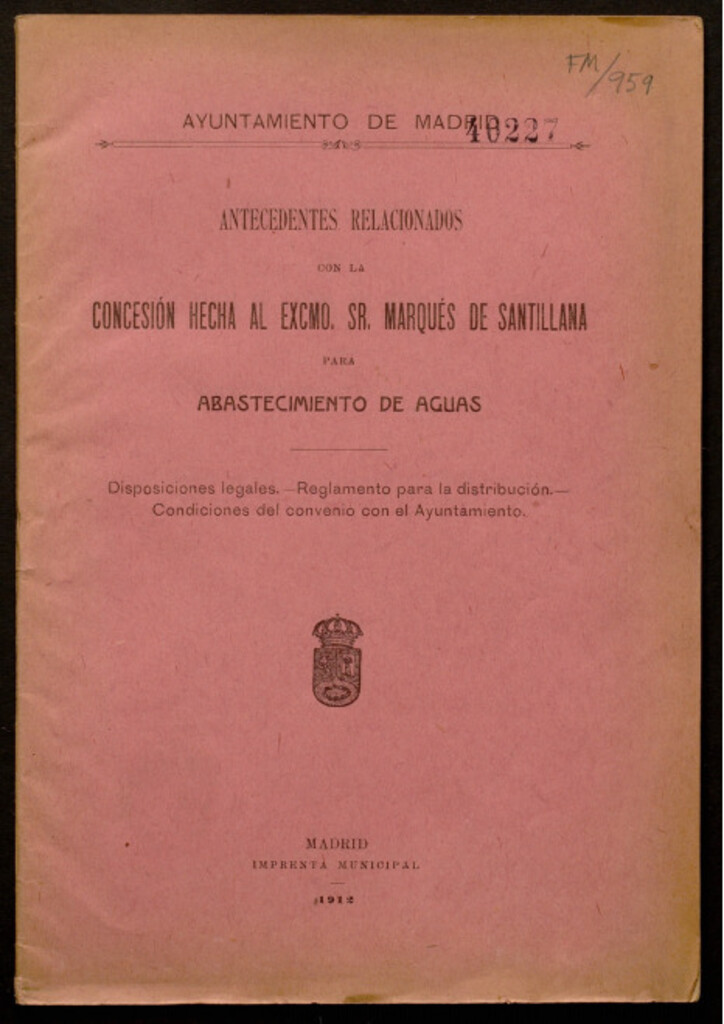 FM/959
AYUNTAMIENTO DE MADRID
40227
ANTECEDENTES RELACIONADOS
CON LA
CONCESIÓN HECHA AL EXCMO. SR. MARQUÉS DE SANTILLANA
PARA
ABASTECIMIENTO DE AGUAS
Disposiciones legales.—Reglamento para la distribución.—
Condiciones del convenio con el Ayuntamiento.
MADRID
IMPRENTA MUNICIPAL
1912